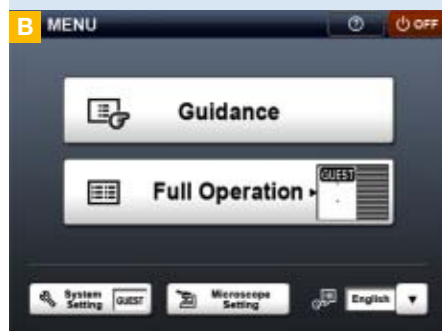 B MENU ? OFF
Guidance
Full Operation GUEST
System Setting GUEST Microscope Setting English